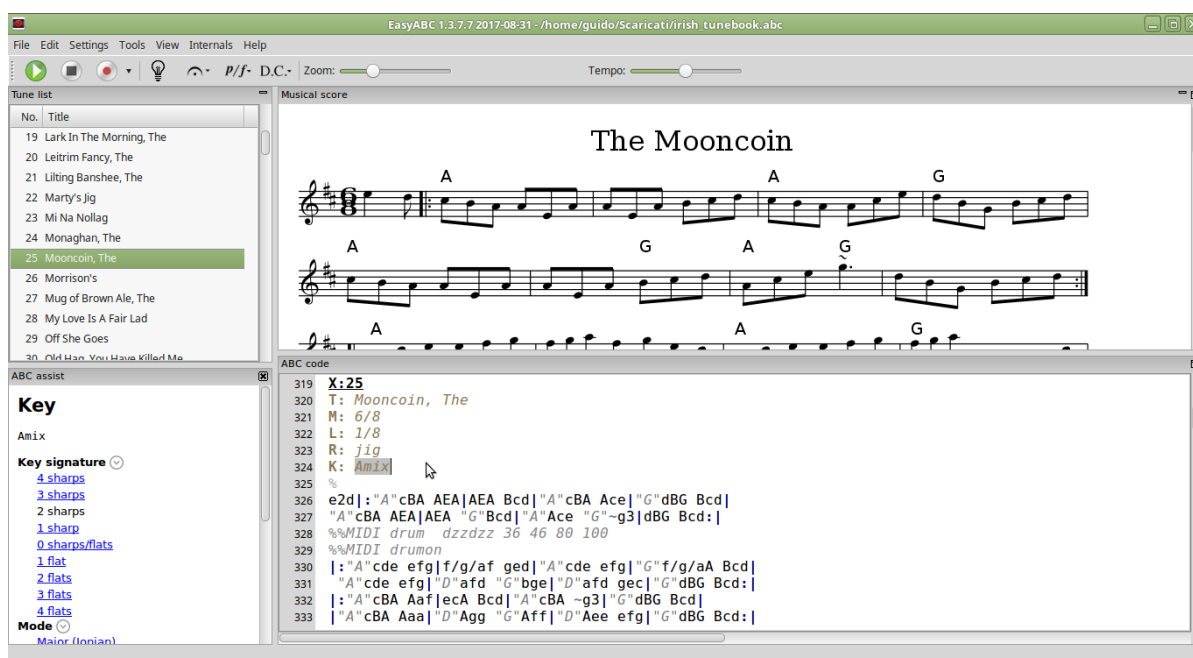 EasyABC 1.3.7.7 2017-08-31 - /home/guido/Scaricati/irish_tunebook.abc
File Edit Settings Tools View Internals Help
p/f- D.C.- Zoom: Tempo:
Tune list
No. Title
19 Lark In The Morning, The
20 Leitrim Fancy, The
21 Lilting Banshee, The
22 Marty's Jig
23 Mi Na Nollag
24 Monaghan, The
25 Mooncoin, The
26 Morrison's
27 Mug of Brown Ale, The
28 My Love Is A Fair Lad
29 Off She Goes
30 Old Hag, You Have Killed Me
Musical score
The Mooncoin
6 8
A A G
A G A G
A A G
ABC assist
Key
Amix
Key signature
4 sharps
3 sharps
2 sharps
1 sharp
0 sharps/flats
1 flat
2 flats
3 flats
4 flats
Mode
Major (Ionian)
ABC code
319 X:25
320 T: Mooncoin, The
321 M: 6/8
322 L: 1/8
323 R: jig
324 K: Amix
325 %
326 e2d|:"A"cBA AEA|AEA Bcd|"A"cBA Ace|"G"dBG Bcd|
327 "A"cBA AEA|AEA "G"Bcd|"A"Ace "G"~g3|dBG Bcd:|
328 %%MIDI drum  dzzdzz 36 46 80 100
329 %%MIDI drumon
330 |:"A"cde efg|f/g/af ged|"A"cde efg|"G"f/g/aA Bcd|
331  "A"cde efg|"D"afd "G"bge|"D"afd gec|"G"dBG Bcd:|
332 |:"A"cBA Aaf|ecA Bcd|"A"cBA ~g3|"G"dBG Bcd|
333 |"A"cBA Aaa|"D"Agg "G"Aff|"D"Aee efg|"G"dBG Bcd:|